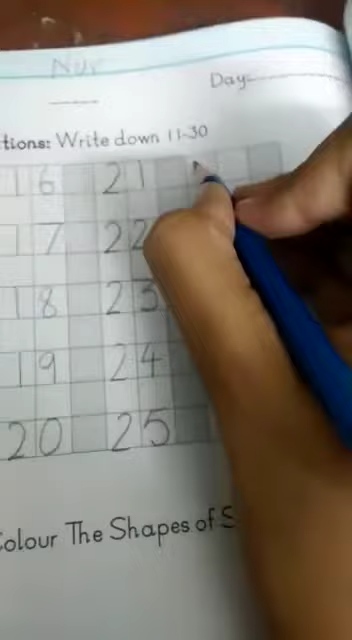 Nur
Day
tions: Write down 11-30
16 21
17 22
18 23
19 24
20 25
Colour The Shapes of S